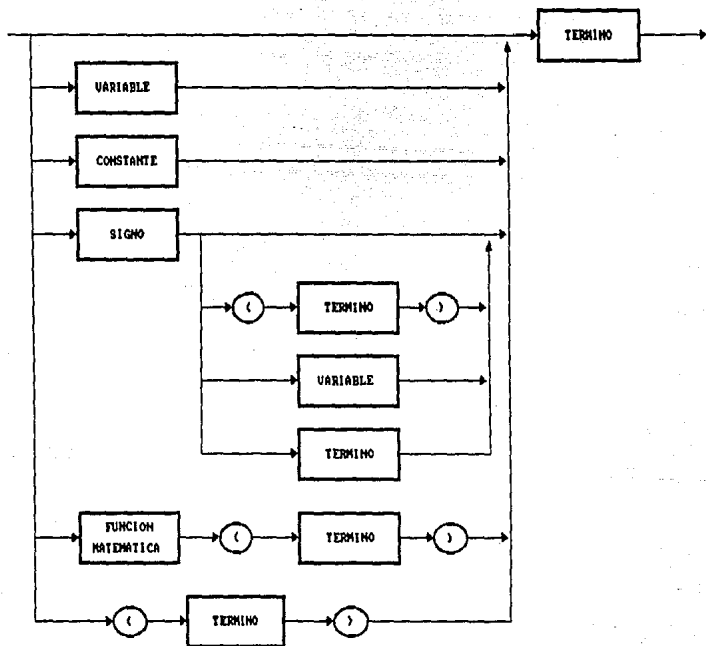 TERMINO
VARIABLE
CONSTANTE
SIGNO
( TERMINO )
VARIABLE
TERMINO
FUNCION
MATEMATICA ( TERMINO )
( TERMINO )